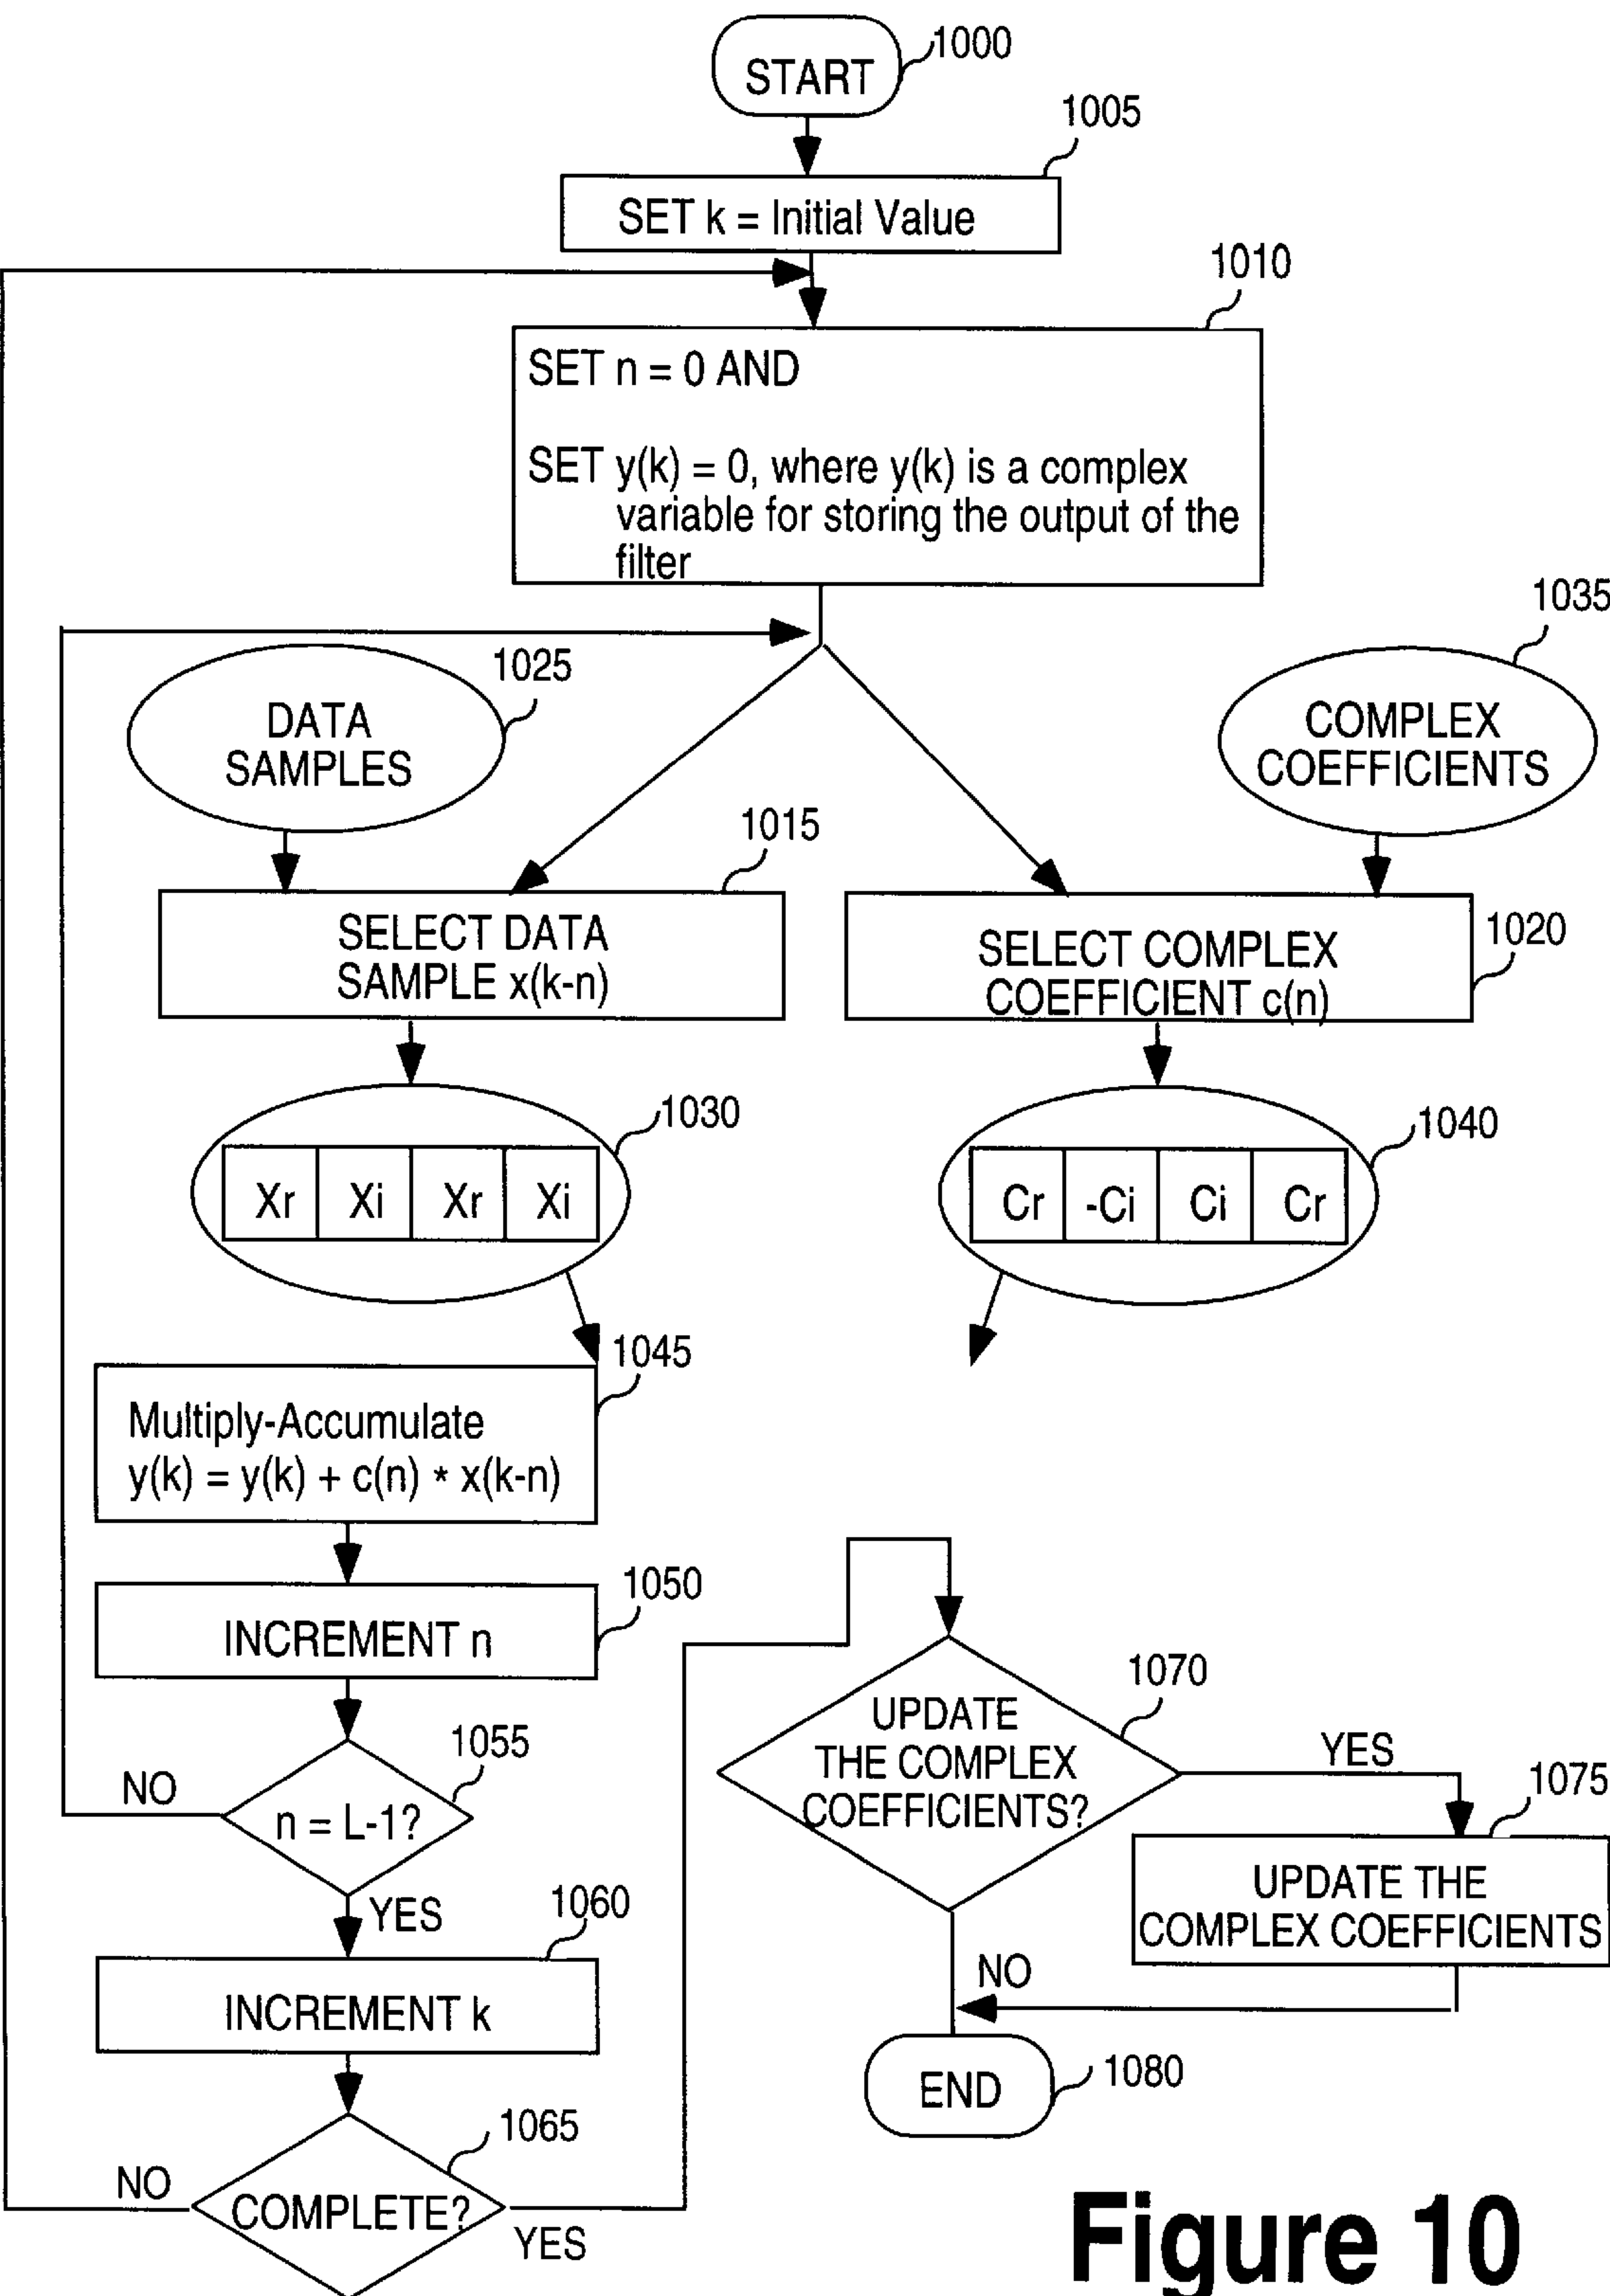 START
1000
1005
SET k = Initial Value
1010
SET n = 0 AND
SET y(k) = 0, where y(k) is a complex
variable for storing the output of the
filter
1035
1025
DATA
SAMPLES
COMPLEX
COEFFICIENTS
1015
SELECT DATA
SAMPLE x(k-n)
1020
SELECT COMPLEX
COEFFICIENT c(n)
1030
Xr Xi Xr Xi
1040
Cr -Ci Ci Cr
1045
Multiply-Accumulate
y(k) = y(k) + c(n) * x(k-n)
1050
INCREMENT n
1055
NO
n = L-1?
YES
1060
INCREMENT k
1065
NO
COMPLETE?
YES
1070
UPDATE
THE COMPLEX
COEFFICIENTS?
YES
1075
UPDATE THE
COMPLEX COEFFICIENTS
NO
END
1080
Figure 10